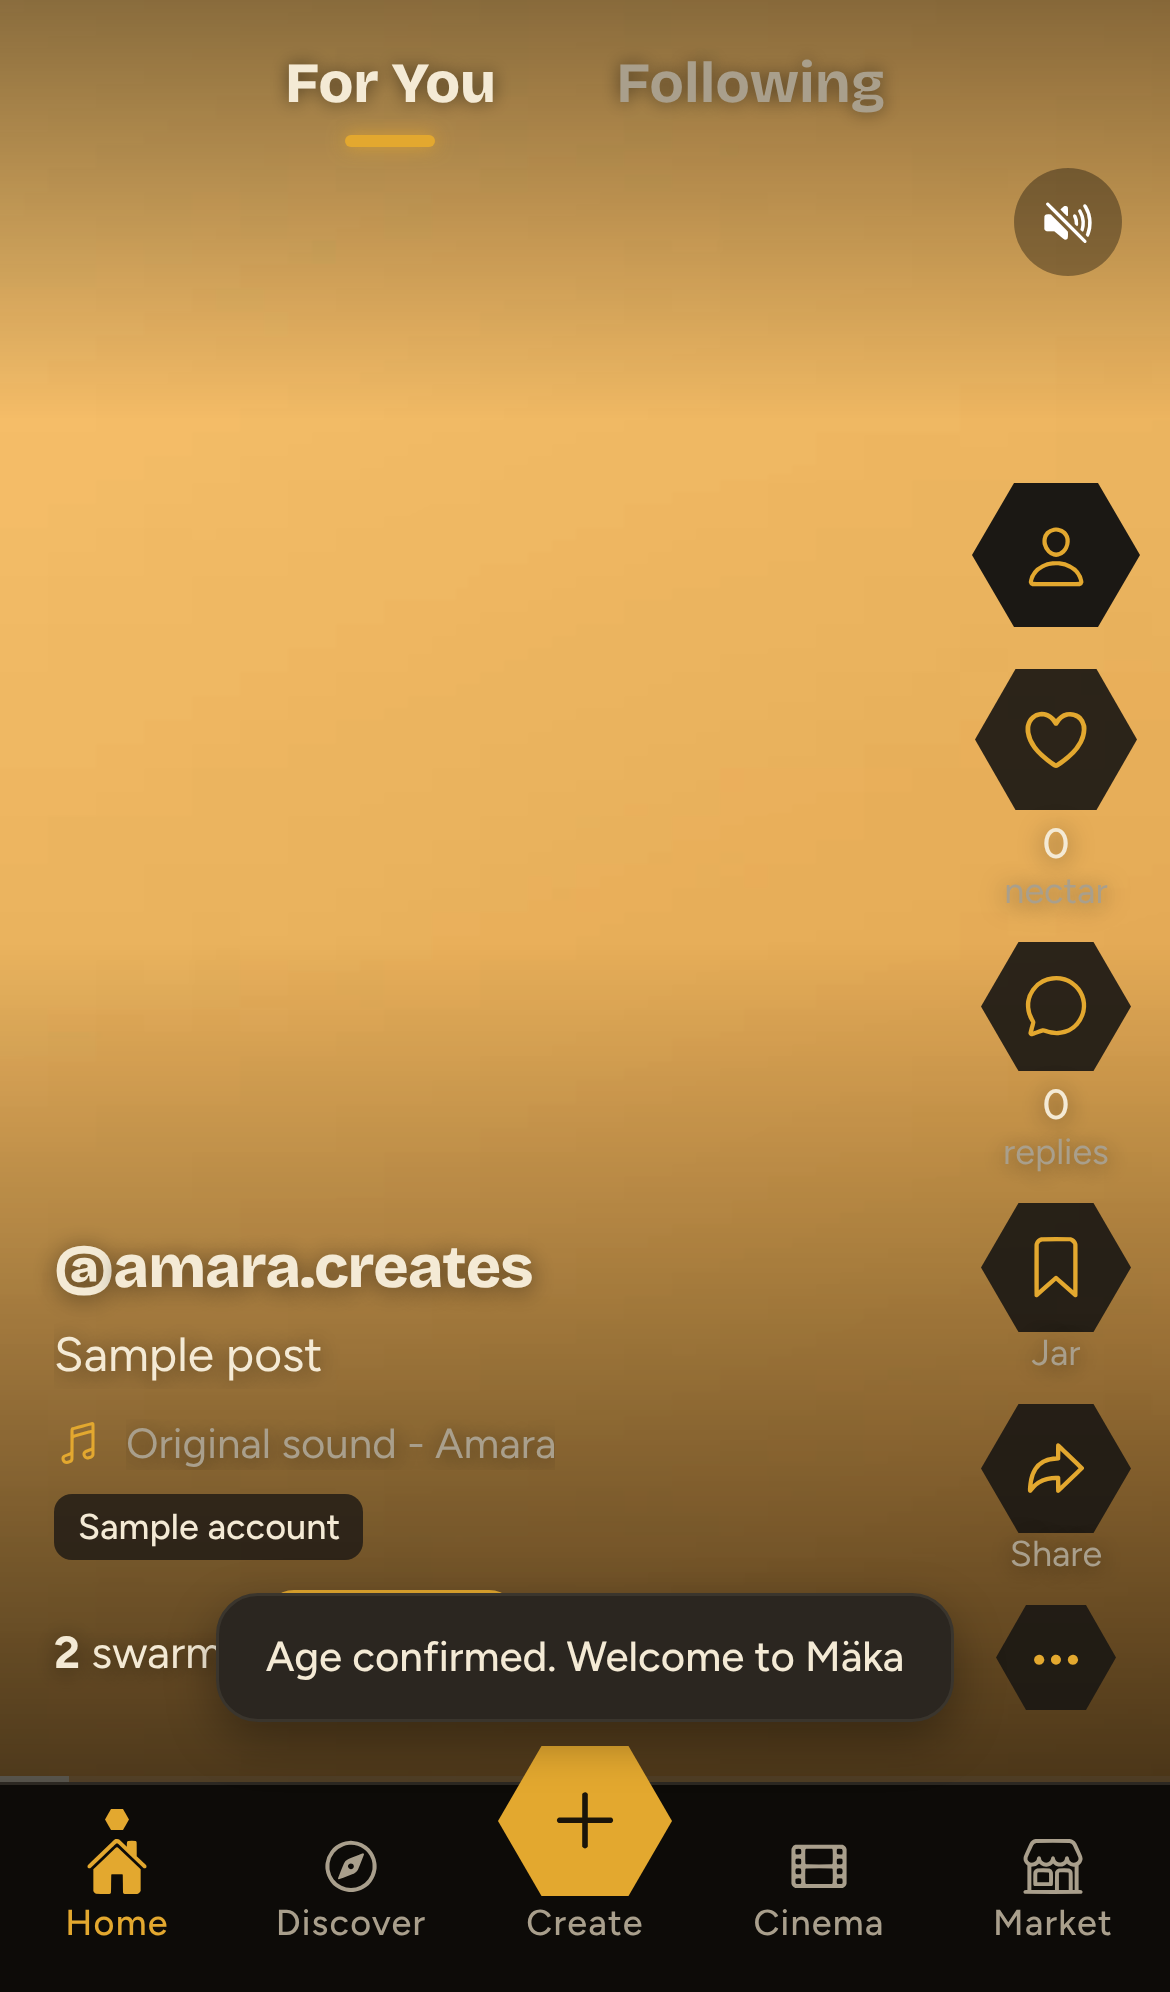 For You Following
0
nectar
0
replies
@amara.creates
Sample post
Jar
Original sound - Amara
Sample account
Share
2 swarm
Age confirmed. Welcome to Mäka
Home Discover Create Cinema Market